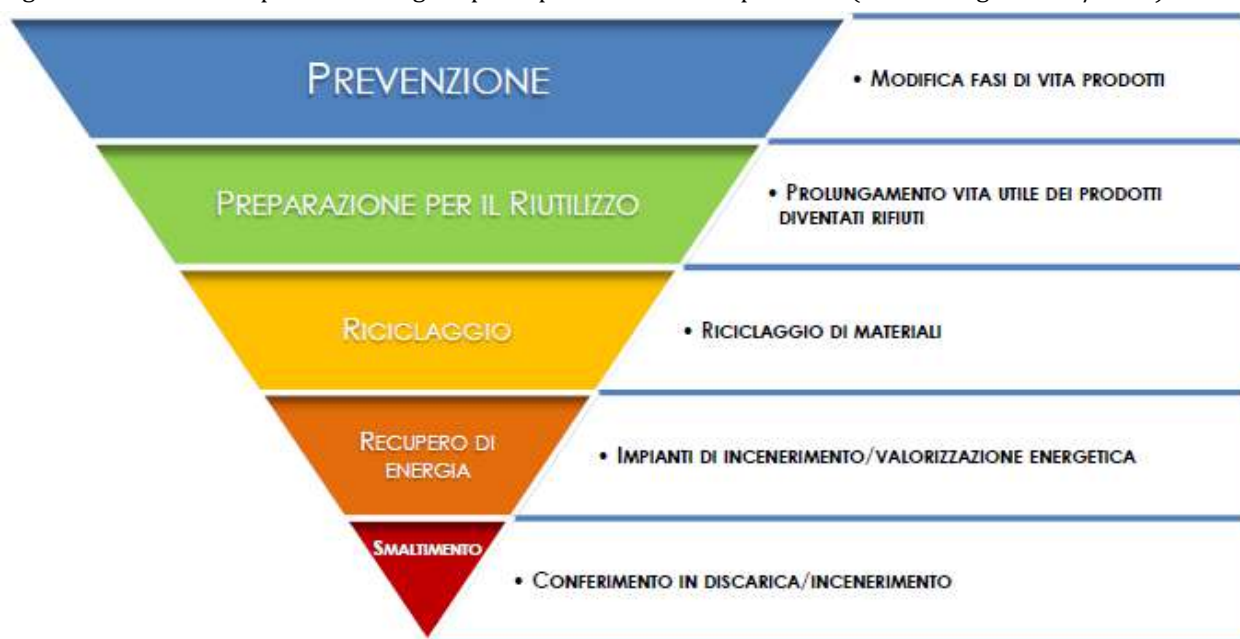 PREVENZIONE
• MODIFICA FASI DI VITA PRODOTTI
PREPARAZIONE PER IL RIUTILIZZO
• PROLUNGAMENTO VITA UTILE DEI PRODOTTI
DIVENTATI RIFIUTI
RICICLAGGIO
• RICICLAGGIO DI MATERIALI
RECUPERO DI
ENERGIA
• IMPIANTI DI INCENERIMENTO/VALORIZZAZIONE ENERGETICA
SMALTIMENTO
• CONFERIMENTO IN DISCARICA/INCENERIMENTO